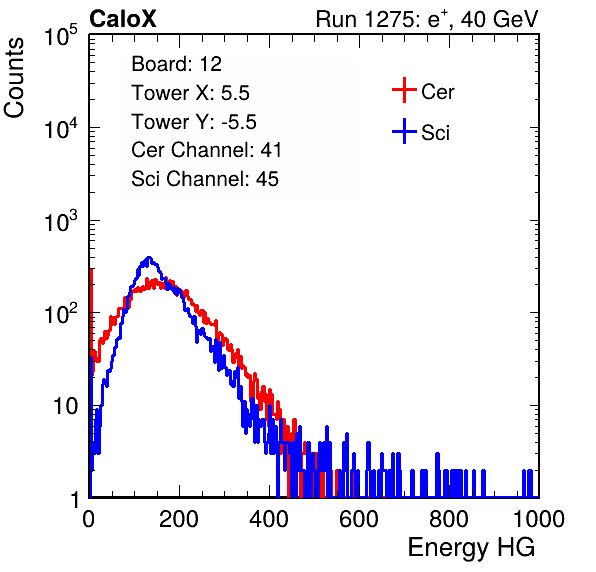 CaloX Run 1275: e⁺, 40 GeV
Counts
Board: 12
Tower X: 5.5
Tower Y: -5.5
Cer Channel: 41
Sci Channel: 45
Cer
Sci
10⁵
10⁴
10³
10²
10
1
0 200 400 600 800 1000
Energy HG